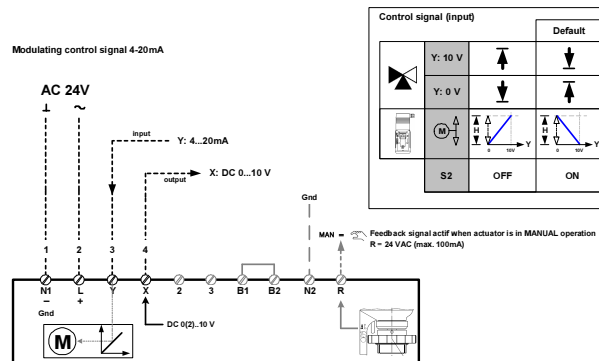 Control signal (input)
Default
Modulating control signal 4-20mA
Y: 10 V
AC 24V
Y: 0 V
⊥ ~
input
Y: 4...20mA
M
H
Y
0 10V
H
Y
0 10V
output
X: DC 0...10 V
S2 OFF ON
Gnd
MAN = Feedback signal actif when actuator is in MANUAL operation
R = 24 VAC (max. 100mA)
1 2 3 4
N1 L Y X 2 3 B1 B2 N2 R
− +
Gnd
DC 0(2)..10 V
M